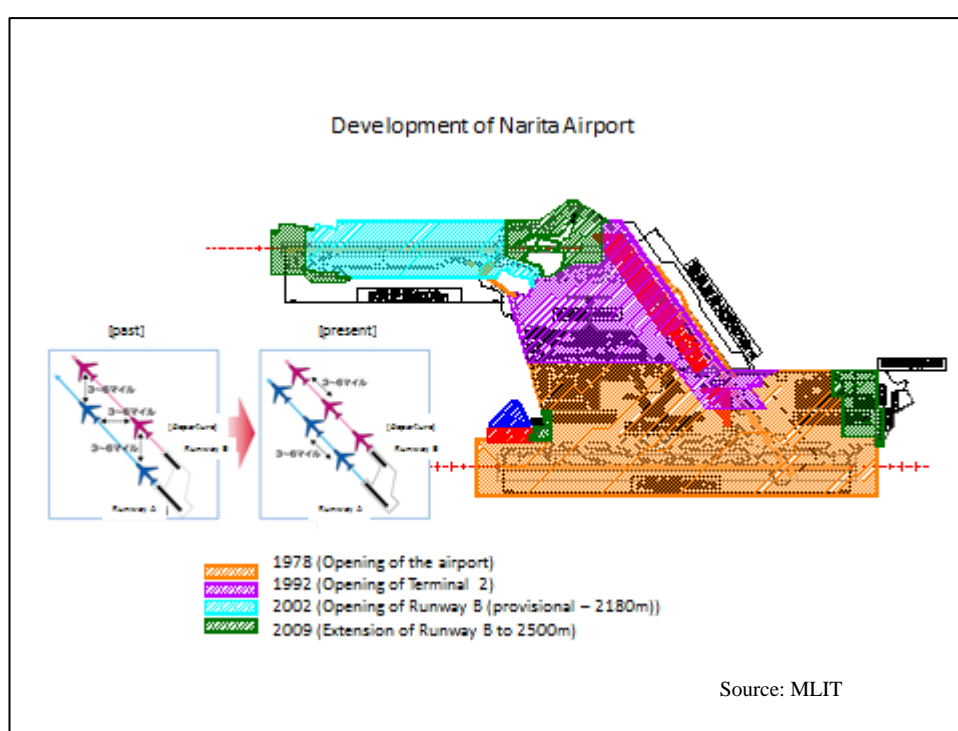 Development of Narita Airport
[past]
[present]
3~6マイル
3~6マイル
3~6マイル
[departure]
Runway B
Runway A
3~6マイル
3~6マイル
[departure]
Runway B
Runway A
1978 (Opening of the airport)
1992 (Opening of Terminal 2)
2002 (Opening of Runway B (provisional – 2180m))
2009 (Extension of Runway B to 2500m)
Source: MLIT